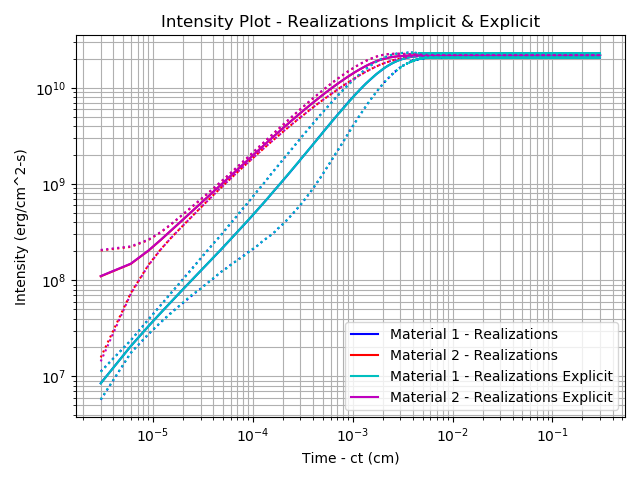 Intensity Plot - Realizations Implicit & Explicit
Intensity (erg/cm^2-s)
10^10
10^9
10^8
10^7
Material 1 - Realizations
Material 2 - Realizations
Material 1 - Realizations Explicit
Material 2 - Realizations Explicit
10^-5 10^-4 10^-3 10^-2 10^-1
Time - ct (cm)